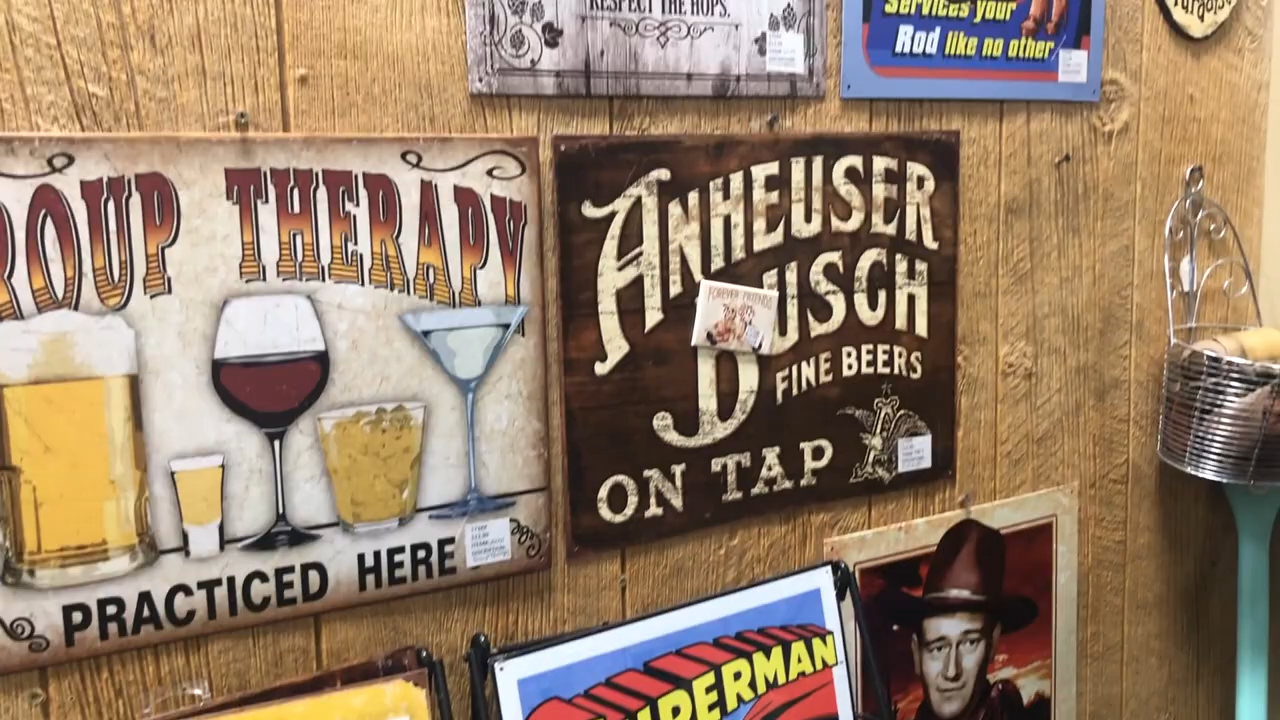 RESPECT THE HOPS.
Services your
Rod like no other
ROUP THERAPY
PRACTICED HERE
ANHEUSER
BUSCH
FINE BEERS
ON TAP
FOREVER FRIENDS
SUPERMAN